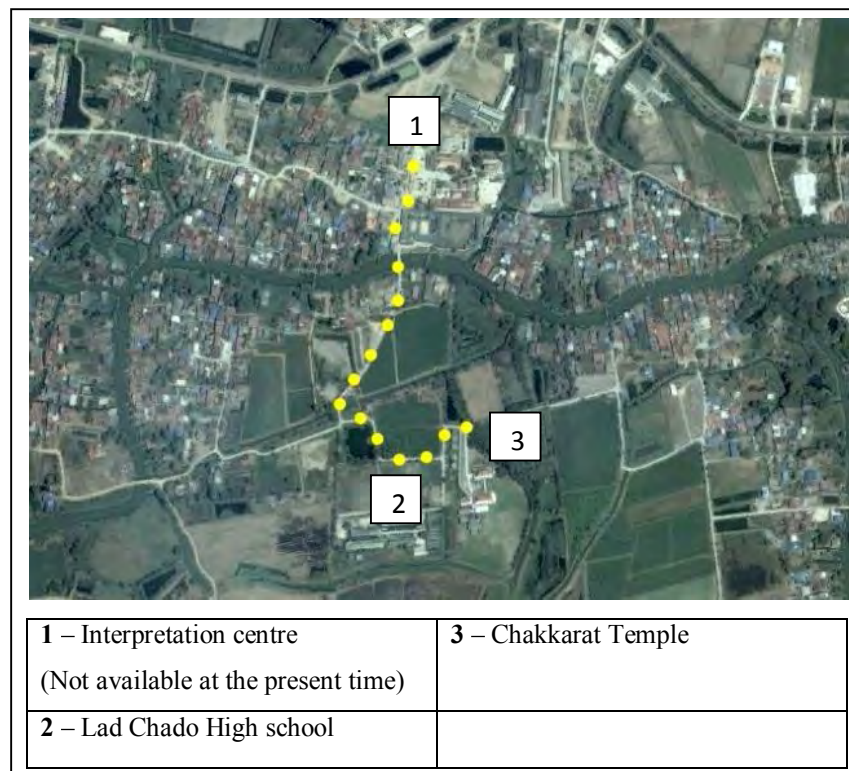 1
3
2
1 – Interpretation centre
(Not available at the present time)
3 – Chakkarat Temple
2 – Lad Chado High school